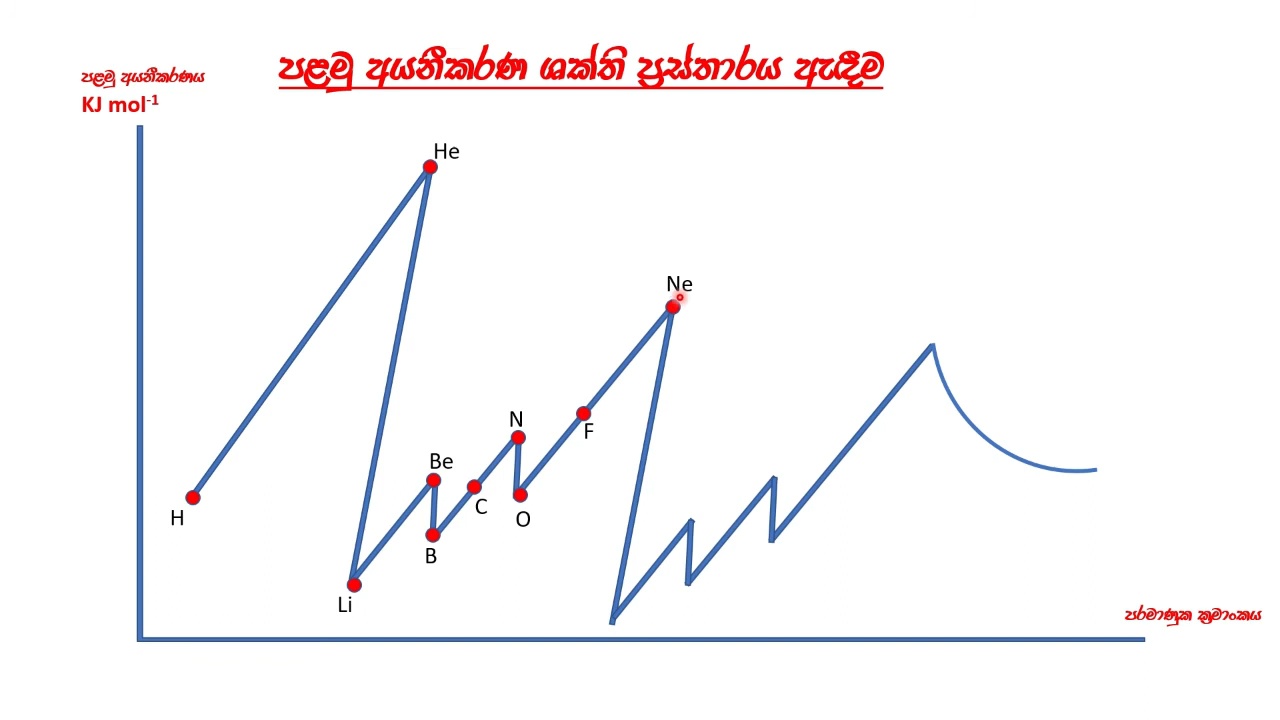 පළමු අයනීකරණ ශක්ති ප්‍රස්තාරය ඇඳීම
පළමු අයනීකරණය
KJ mol-1
He
Ne
N
F
Be
C
H
O
B
Li
පරමාණුක ක්‍රමාංකය